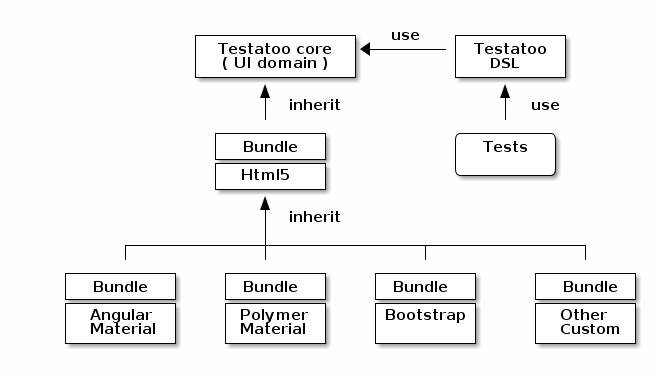 use
Testatoo core
( UI domain )
Testatoo
DSL
inherit
use
Bundle
Html5
Tests
inherit
Bundle
Bundle
Bundle
Bundle
Angular
Material
Polymer
Material
Bootstrap
Other
Custom